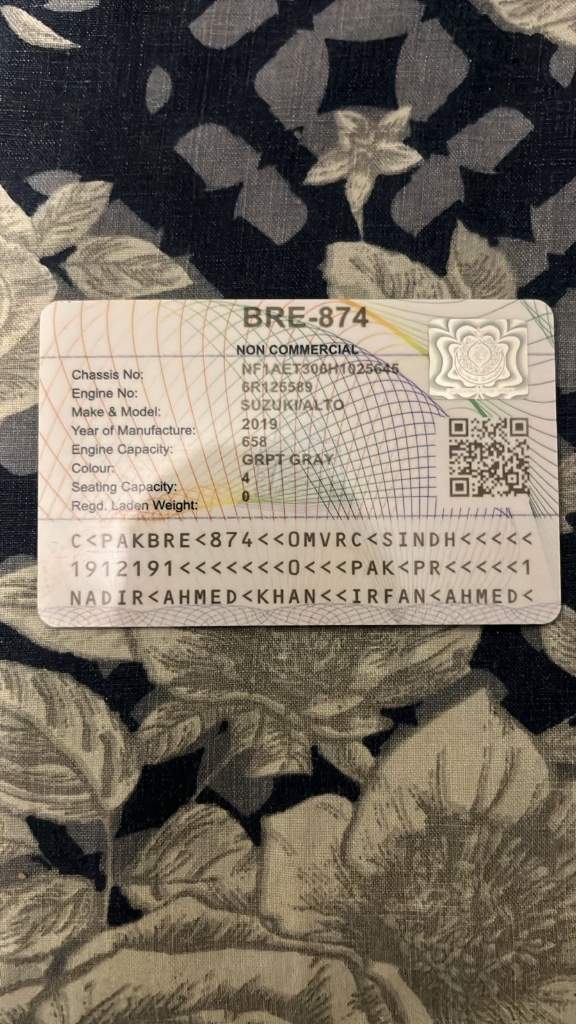 BRE-874
NON COMMERCIAL
Chassis No: NF1AET306H1025645
Engine No: 6R125589
Make & Model: SUZUKI/ALTO
Year of Manufacture: 2019
Engine Capacity: 658
Colour: GRPT GRAY
Seating Capacity: 4
Regd. Laden Weight: 0
C<PAKBRE<874<<OMVRC<SINDH<<<<<
1912191<<<<<<<O<<<PAK<PR<<<<<1
NADIR<AHMED<KHAN<<IRFAN<AHMED<